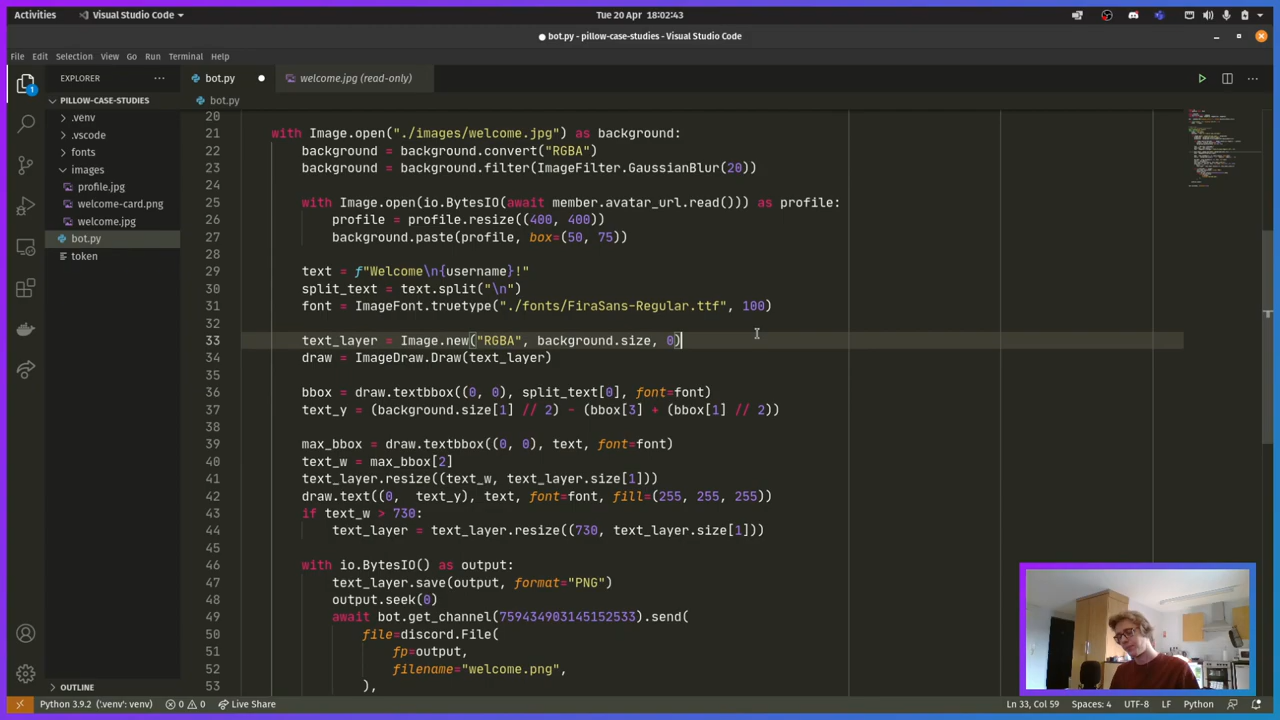 Activities Visual Studio Code Tue 20 Apr 18:02:43
bot.py - pillow-case-studies - Visual Studio Code
File Edit Selection View Go Run Terminal Help
EXPLORER bot.py welcome.jpg (read-only)
PILLOW-CASE-STUDIES bot.py
.venv
.vscode
fonts
images
profile.jpg
welcome-card.png
welcome.jpg
bot.py
token
OUTLINE
20
21 with Image.open("./images/welcome.jpg") as background:
22 background = background.convert("RGBA")
23 background = background.filter(ImageFilter.GaussianBlur(20))
24
25 with Image.open(io.BytesIO(await member.avatar_url.read())) as profile:
26 profile = profile.resize((400, 400))
27 background.paste(profile, box=(50, 75))
28
29 text = f"Welcome\n{username}!"
30 split_text = text.split("\n")
31 font = ImageFont.truetype("./fonts/FiraSans-Regular.ttf", 100)
32
33 text_layer = Image.new("RGBA", background.size, 0)
34 draw = ImageDraw.Draw(text_layer)
35
36 bbox = draw.textbbox((0, 0), split_text[0], font=font)
37 text_y = (background.size[1] // 2) - (bbox[3] + (bbox[1] // 2))
38
39 max_bbox = draw.textbbox((0, 0), text, font=font)
40 text_w = max_bbox[2]
41 text_layer.resize((text_w, text_layer.size[1]))
42 draw.text((0,  text_y), text, font=font, fill=(255, 255, 255))
43 if text_w > 730:
44 text_layer = text_layer.resize((730, text_layer.size[1]))
45
46 with io.BytesIO() as output:
47 text_layer.save(output, format="PNG")
48 output.seek(0)
49 await bot.get_channel(759434903145152533).send(
50 file=discord.File(
51 fp=output,
52 filename="welcome.png",
53 ),
Python 3.9.2 ('.venv': venv) 0 0 Live Share Ln 33, Col 59 Spaces: 4 UTF-8 LF Python